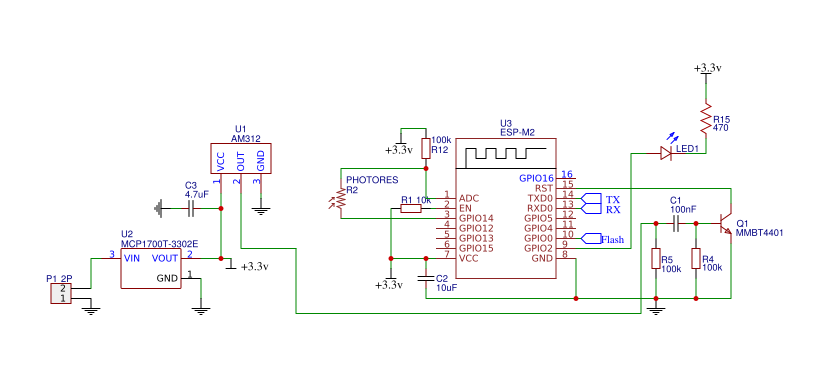 +3.3v
R15
470
LED1
U3
ESP-M2
U1
AM312
VCC
OUT
GND
1
2
3
100k
R12
+3.3v
PHOTORES
R2
R1 10k
C3
4.7uF
1 ADC
2 EN
3 GPIO14
4 GPIO12
5 GPIO13
6 GPIO15
7 VCC
GPIO16 16
RST 15
TXD0 14 TX
RXD0 13 RX
GPIO5 12
GPIO4 11
GPIO0 10 Flash
GPIO2 9
GND 8
C1
100nF
Q1
MMBT4401
R5
100k
R4
100k
U2
MCP1700T-3302E
3 VIN
VOUT 2
GND 1
+3.3v
+3.3v
C2
10uF
P1 2P
2
1